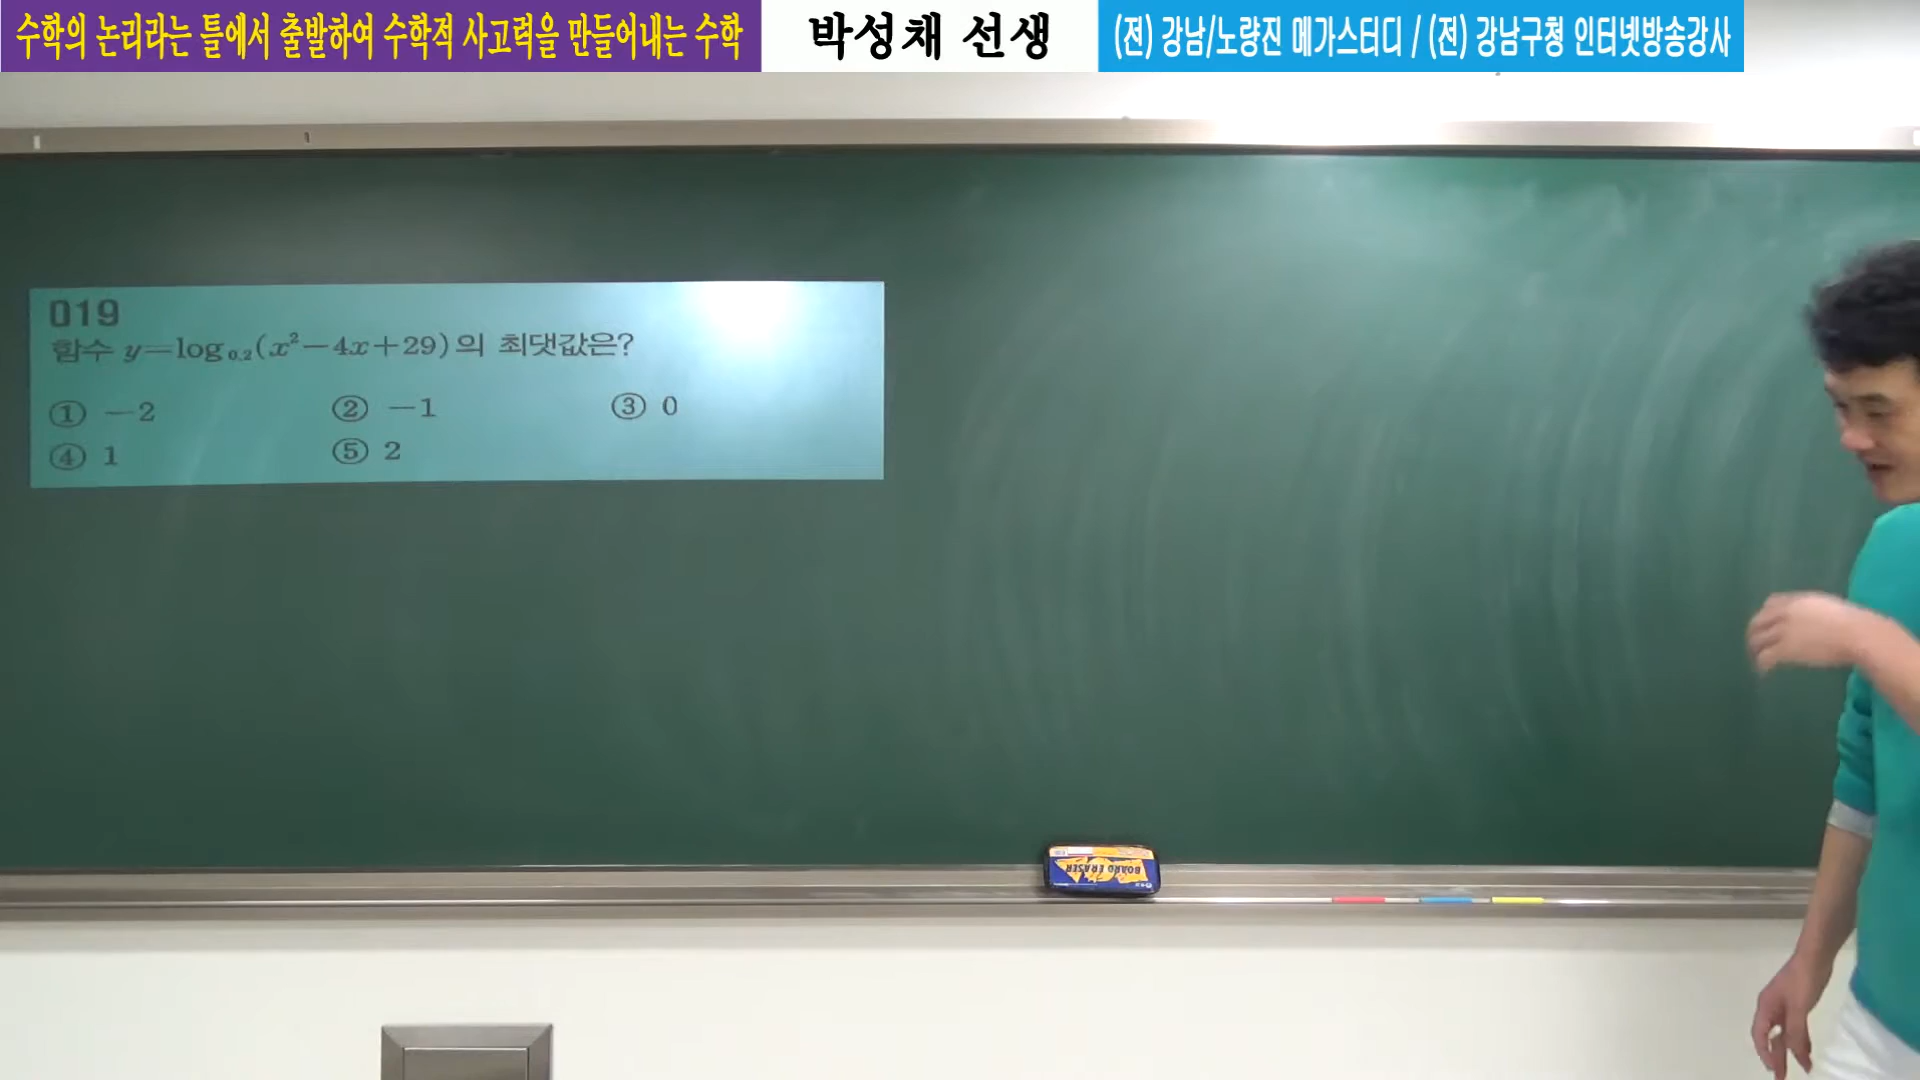 수학의 논리라는 틀에서 출발하여 수학적 사고력을 만들어내는 수학
박성채 선생
(전) 강남/노량진 메가스터디 / (전) 강남구청 인터넷방송강사
019
함수 y=log₀.₂(x²-4x+29)의 최댓값은?
① -2 ② -1 ③ 0
④ 1 ⑤ 2
BOARD ERASER